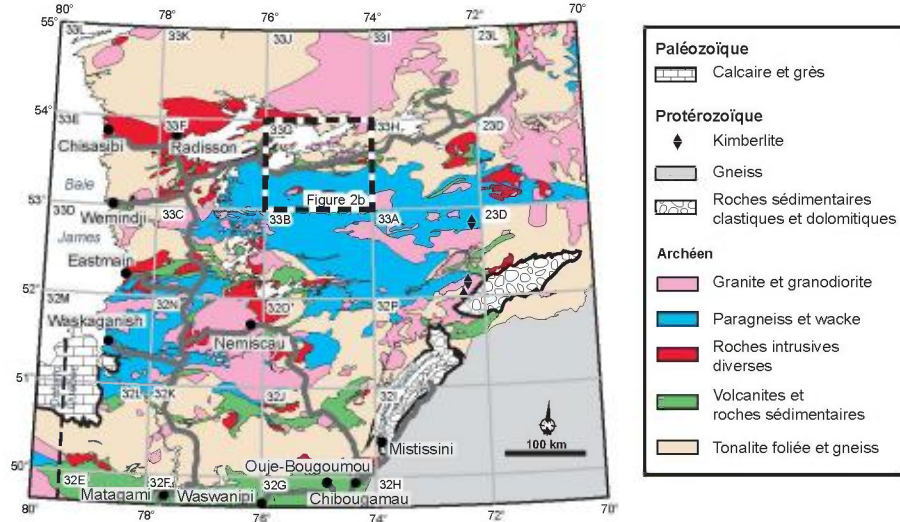 80°
78°
76°
74°
72°
70°
55°
33L
33K
33J
33I
23L
54°
33E
33F
33G
33H
23D
Chisasibi
Radisson
Baie
53°
33D
Figure 2b
Wemindji
33C
33B
33A
23D
James
Eastmain
52°
32M
32N
32O
32P
Waskaganish
Nemiscau
51°
32L
32K
32J
32I
100 km
Mistissini
50°
Ouje-Bougoumou
32E
32F
32G
32H
Matagami
Waswanipi
Chibougamau
80°
78°
76°
74°
72°
70°
Paléozoïque
Calcaire et grès
Protérozoïque
Kimberlite
Gneiss
Roches sédimentaires
clastiques et dolomitiques
Archéen
Granite et granodiorite
Paragneiss et wacke
Roches intrusives
diverses
Volcanites et
roches sédimentaires
Tonalite foliée et gneiss